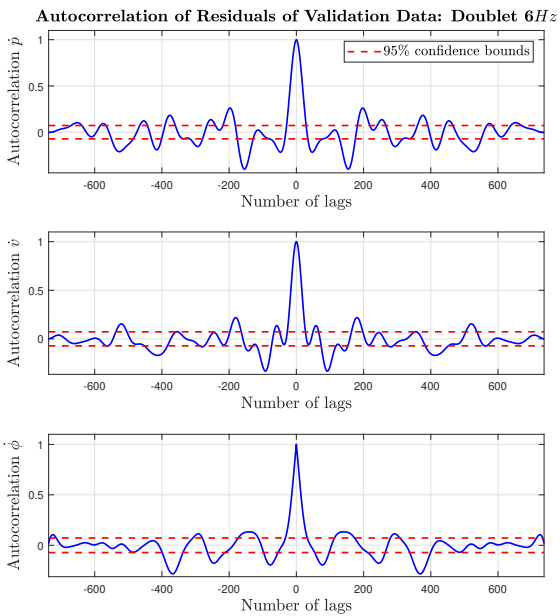 Autocorrelation of Residuals of Validation Data: Doublet 6Hz
Autocorrelation ṗ
1
0.5
0
95% confidence bounds
-600 -400 -200 0 200 400 600
Number of lags
Autocorrelation v̇
1
0.5
0
-600 -400 -200 0 200 400 600
Number of lags
Autocorrelation ϕ̇
1
0.5
0
-600 -400 -200 0 200 400 600
Number of lags